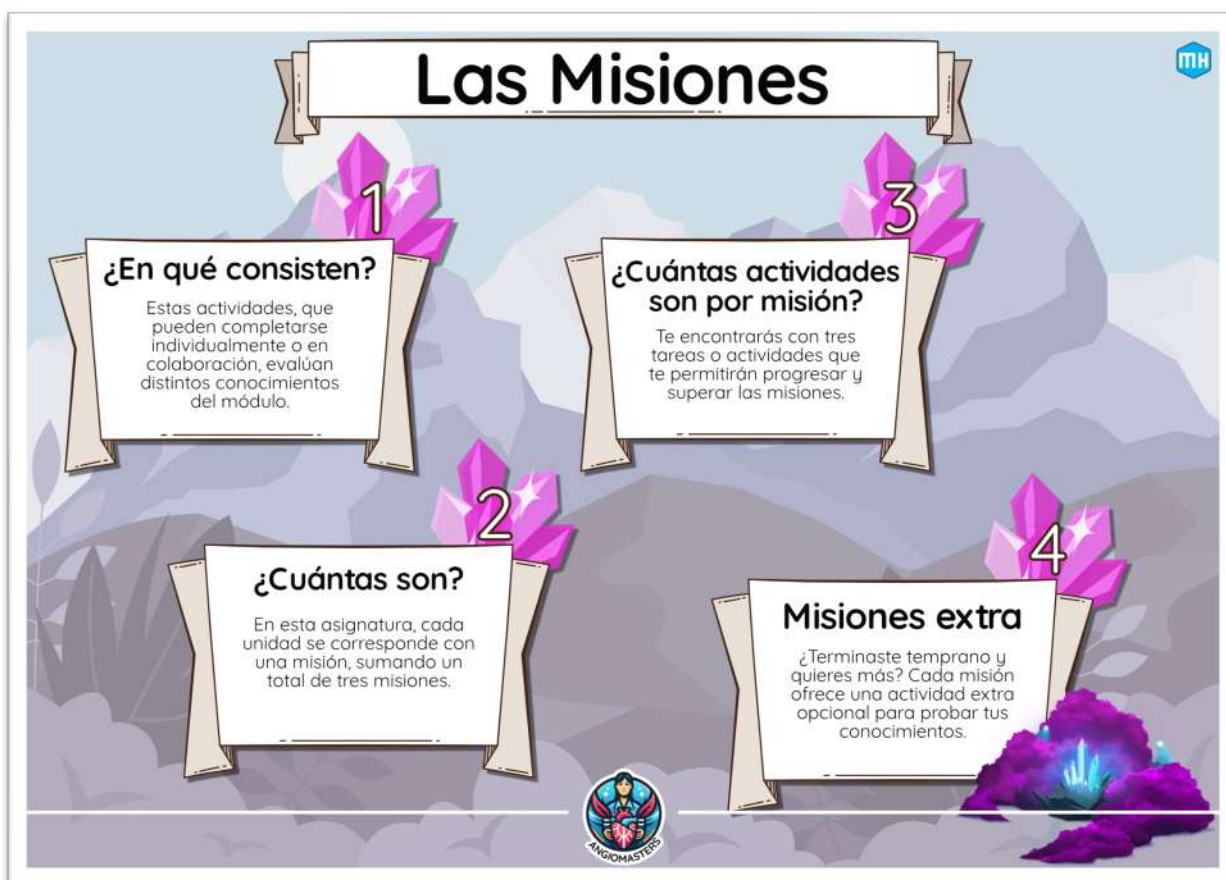 Las Misiones
MH
1
¿En qué consisten?
Estas actividades, que
pueden completarse
individualmente o en
colaboración, evalúan
distintos conocimientos
del módulo.
2
¿Cuántas son?
En esta asignatura, cada
unidad se corresponde con
una misión, sumando un
total de tres misiones.
3
¿Cuántas actividades
son por misión?
Te encontrarás con tres
tareas o actividades que
te permitirán progresar y
superar las misiones.
4
Misiones extra
¿Terminaste temprano y
quieres más? Cada misión
ofrece una actividad extra
opcional para probar tus
conocimientos.
ANGIOMASTERS